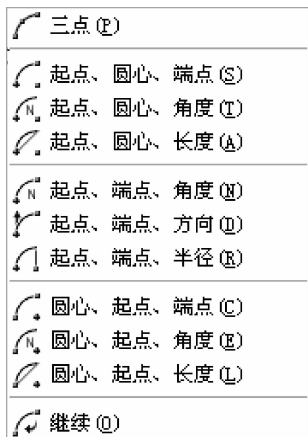 三点(P)
起点、圆心、端点(S)
起点、圆心、角度(T)
起点、圆心、长度(A)
起点、端点、角度(N)
起点、端点、方向(D)
起点、端点、半径(R)
圆心、起点、端点(C)
圆心、起点、角度(E)
圆心、起点、长度(L)
继续(O)